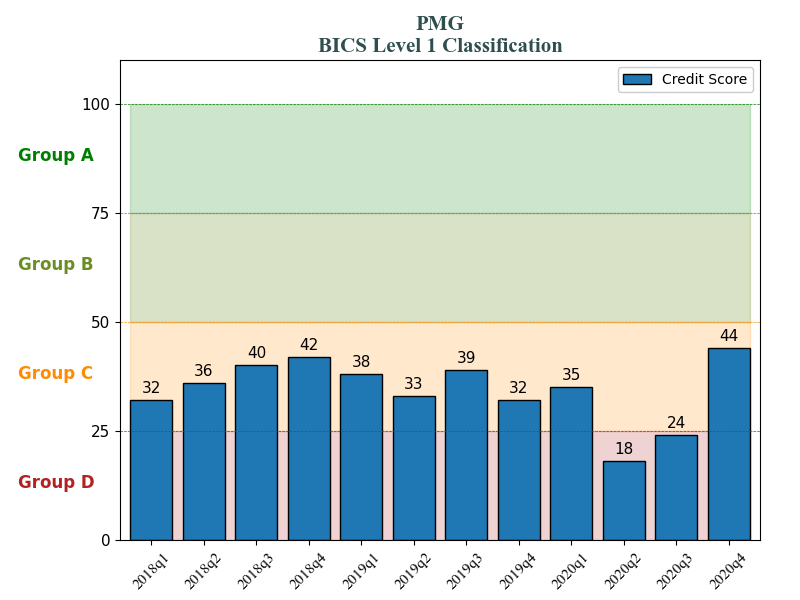 PMG
BICS Level 1 Classification
Credit Score
100
Group A
75
Group B
50
Group C
25
Group D
0
32
36
40
42
38
33
39
32
35
18
24
44
2018q1
2018q2
2018q3
2018q4
2019q1
2019q2
2019q3
2019q4
2020q1
2020q2
2020q3
2020q4